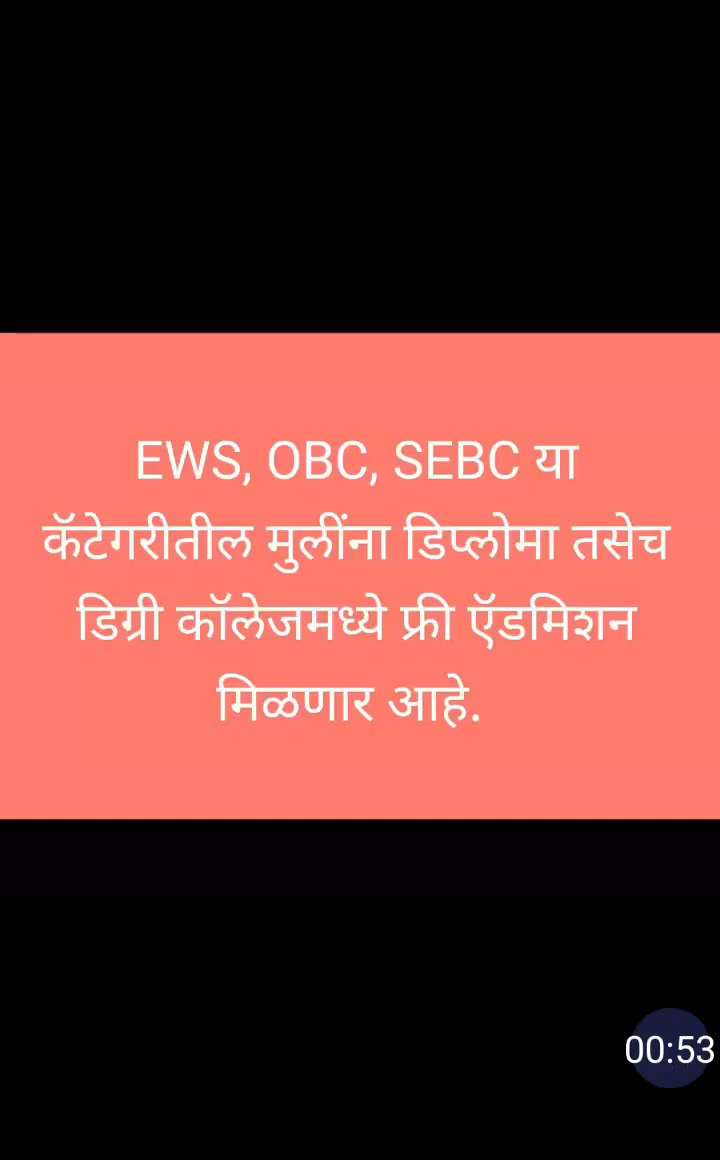 EWS, OBC, SEBC या
कॅटेगरीतील मुलींना डिप्लोमा तसेच
डिग्री कॉलेजमध्ये फ्री ऍडमिशन
मिळणार आहे.
00:53